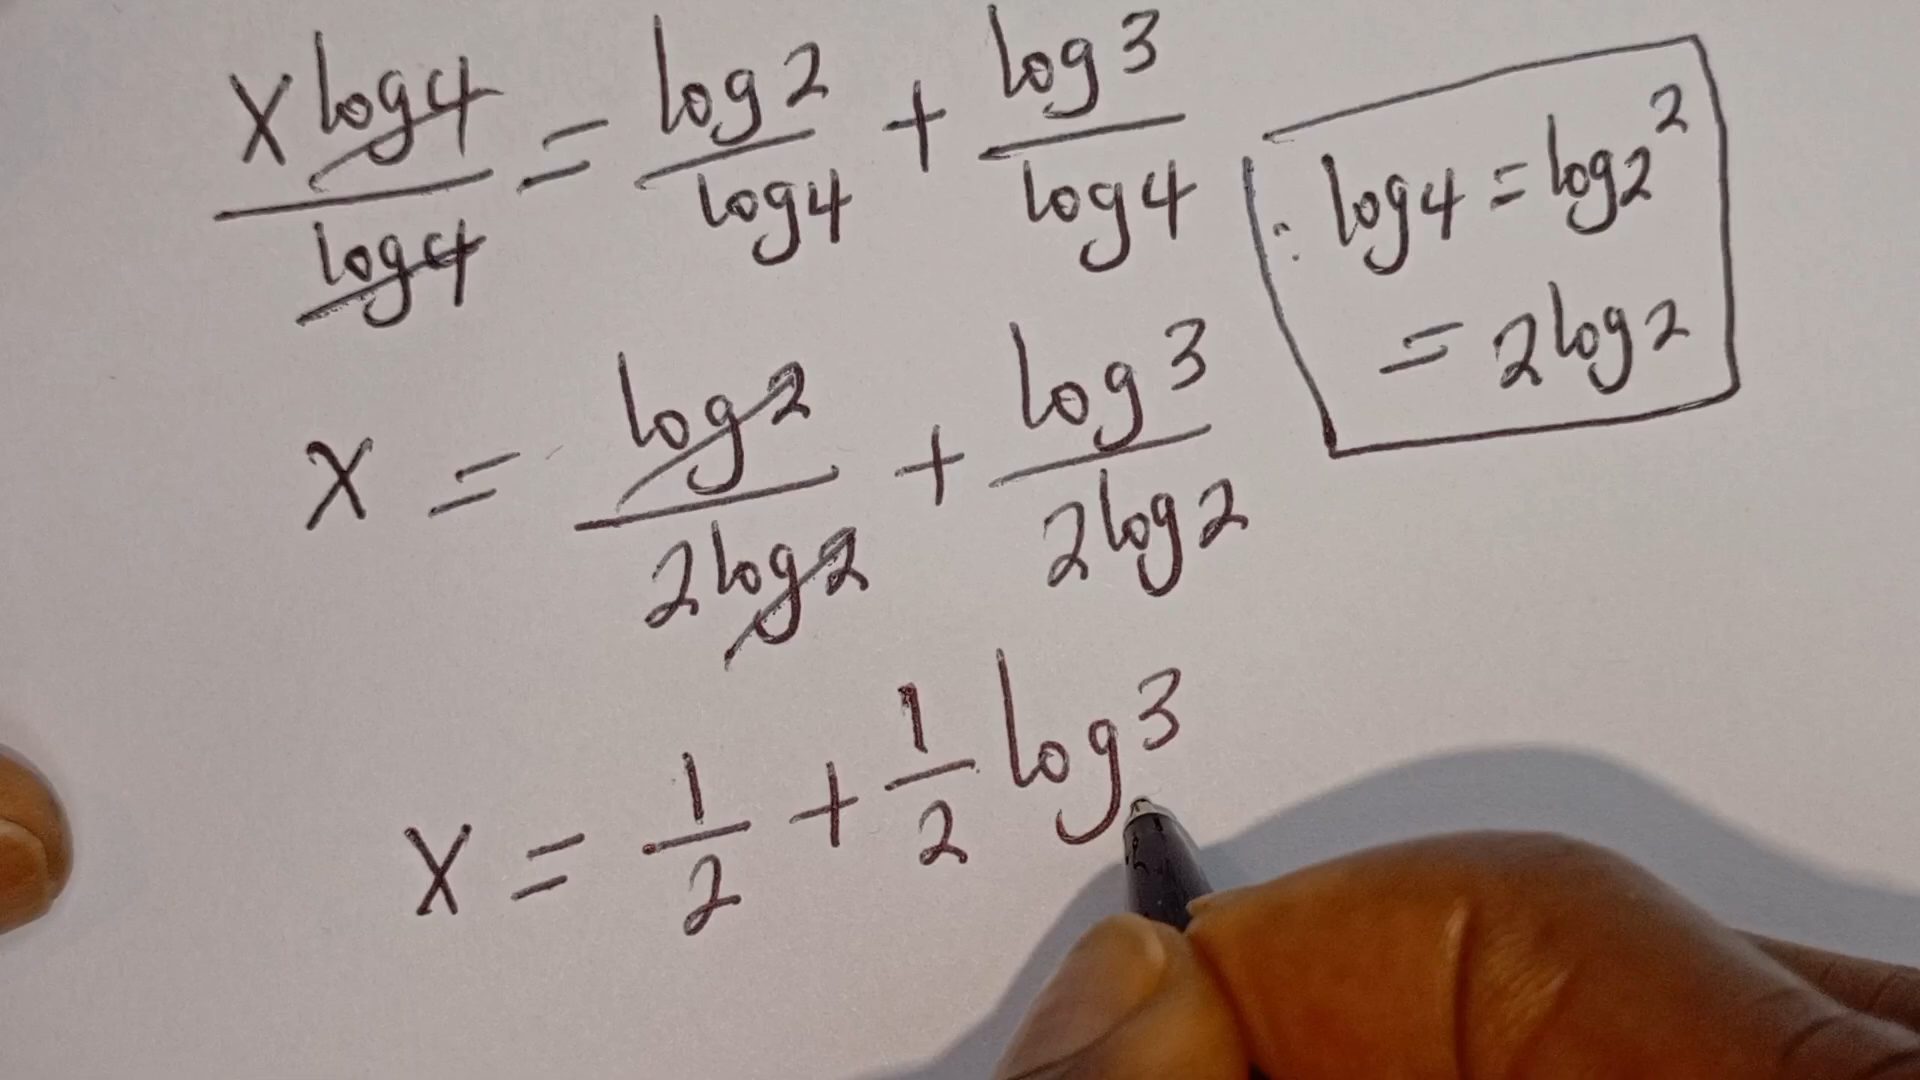 x log4 / log4 = log2 / log4 + log3 / log4
∴ log4 = log2²
= 2log2
x = log2 / 2log2 + log3 / 2log2
x = 1/2 + 1/2 log3